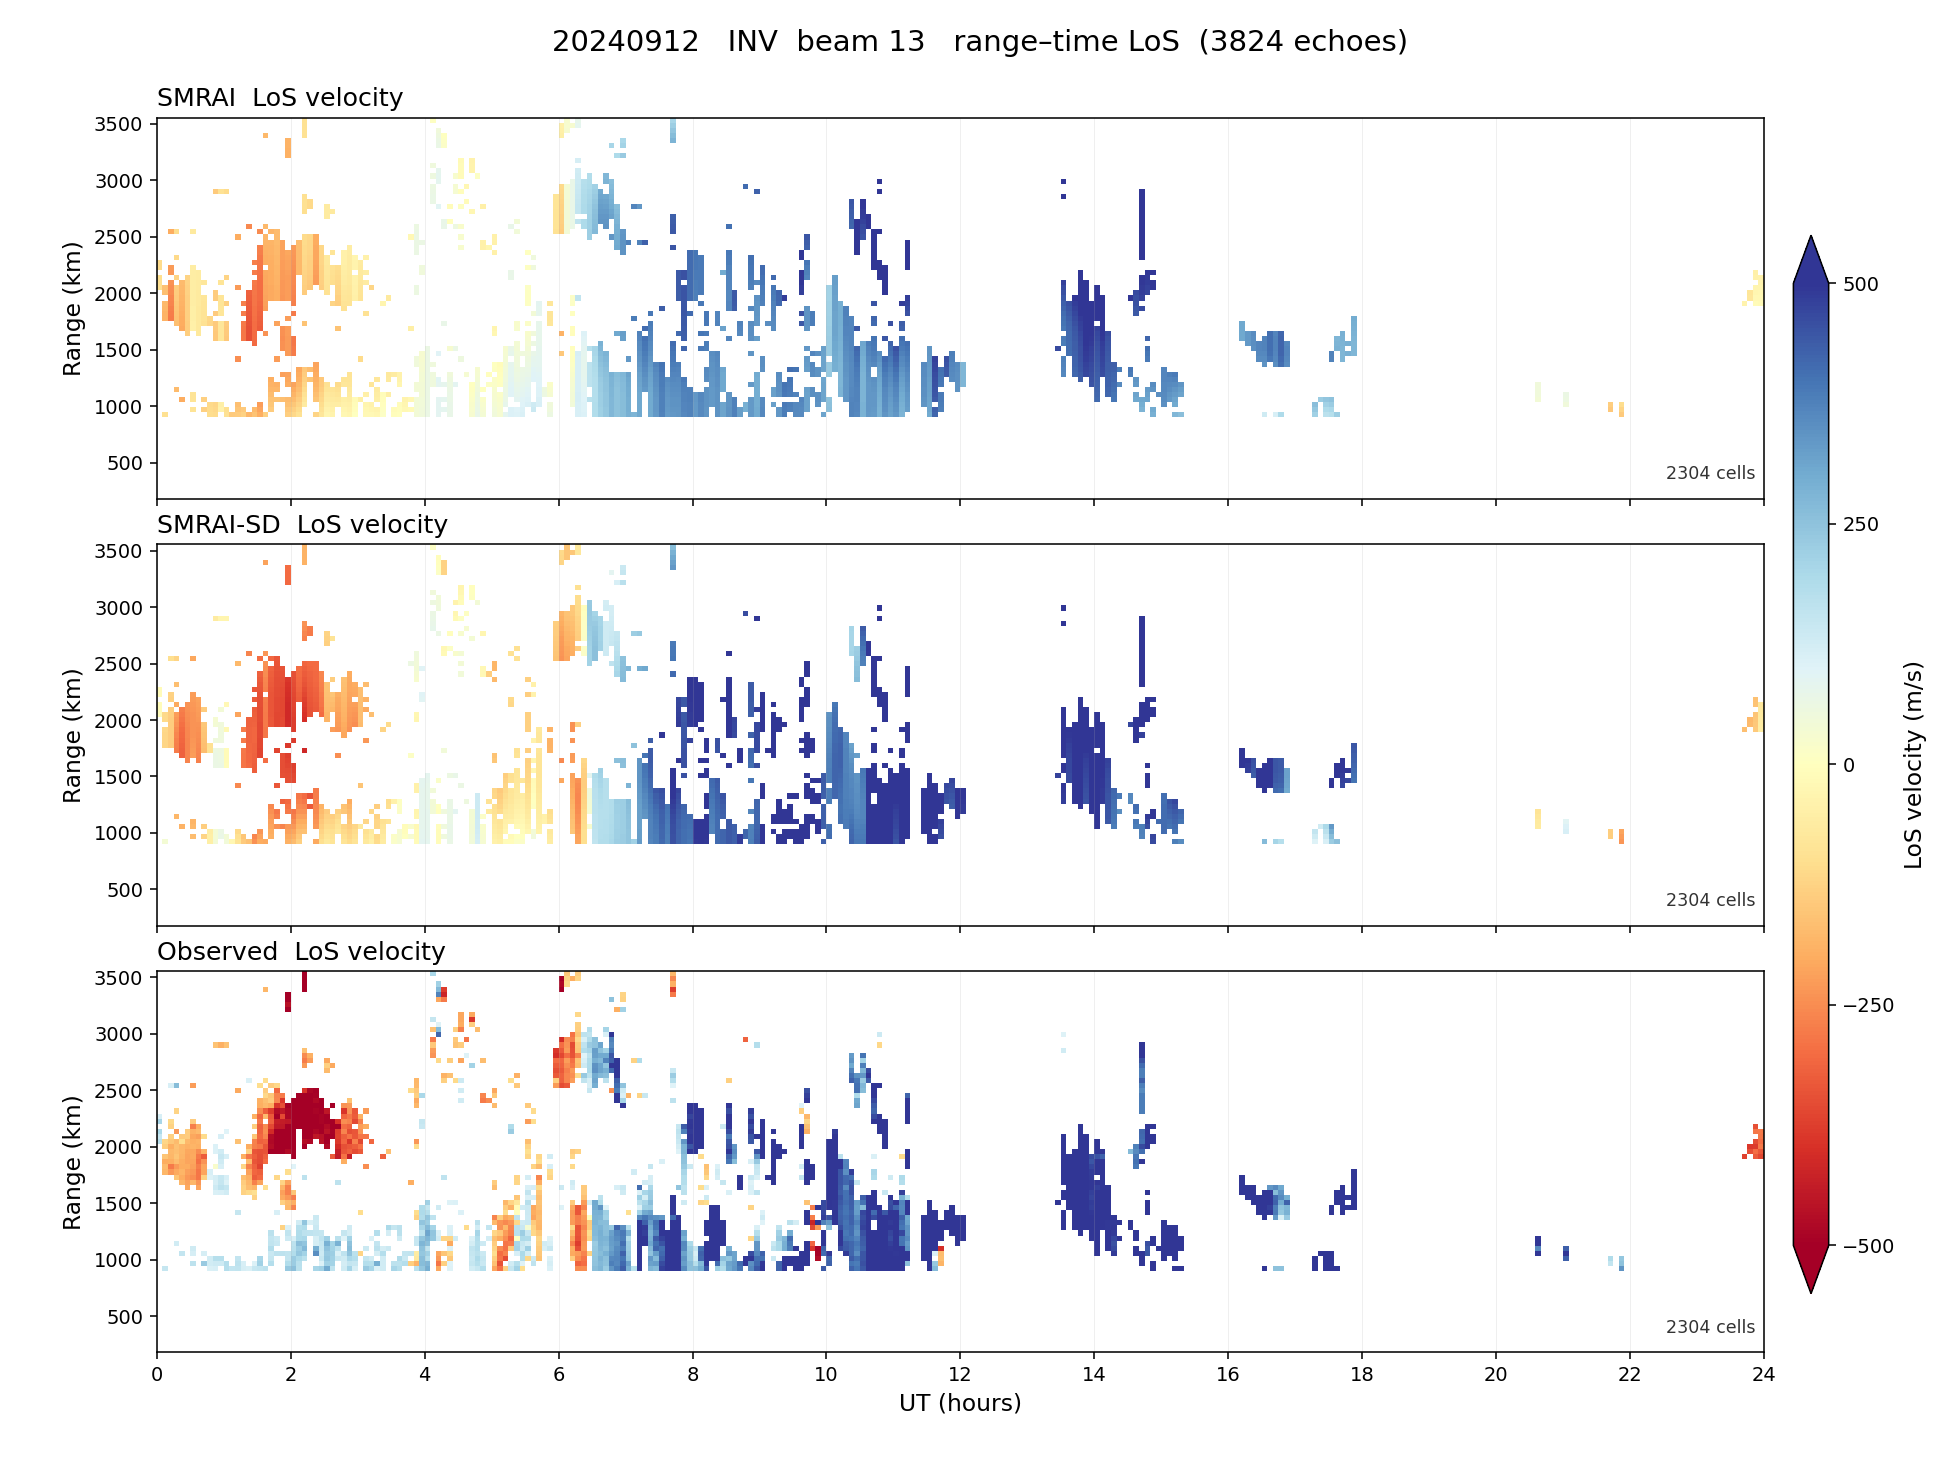 20240912   INV  beam 13   range–time LoS  (3824 echoes)
SMRAI  LoS velocity
3500
3000
2500
2000
1500
1000
500
Range (km)
2304 cells
SMRAI-SD  LoS velocity
3500
3000
2500
2000
1500
1000
500
Range (km)
2304 cells
Observed  LoS velocity
3500
3000
2500
2000
1500
1000
500
Range (km)
2304 cells
0 2 4 6 8 10 12 14 16 18 20 22 24
UT (hours)
500
250
0
−250
−500
LoS velocity (m/s)